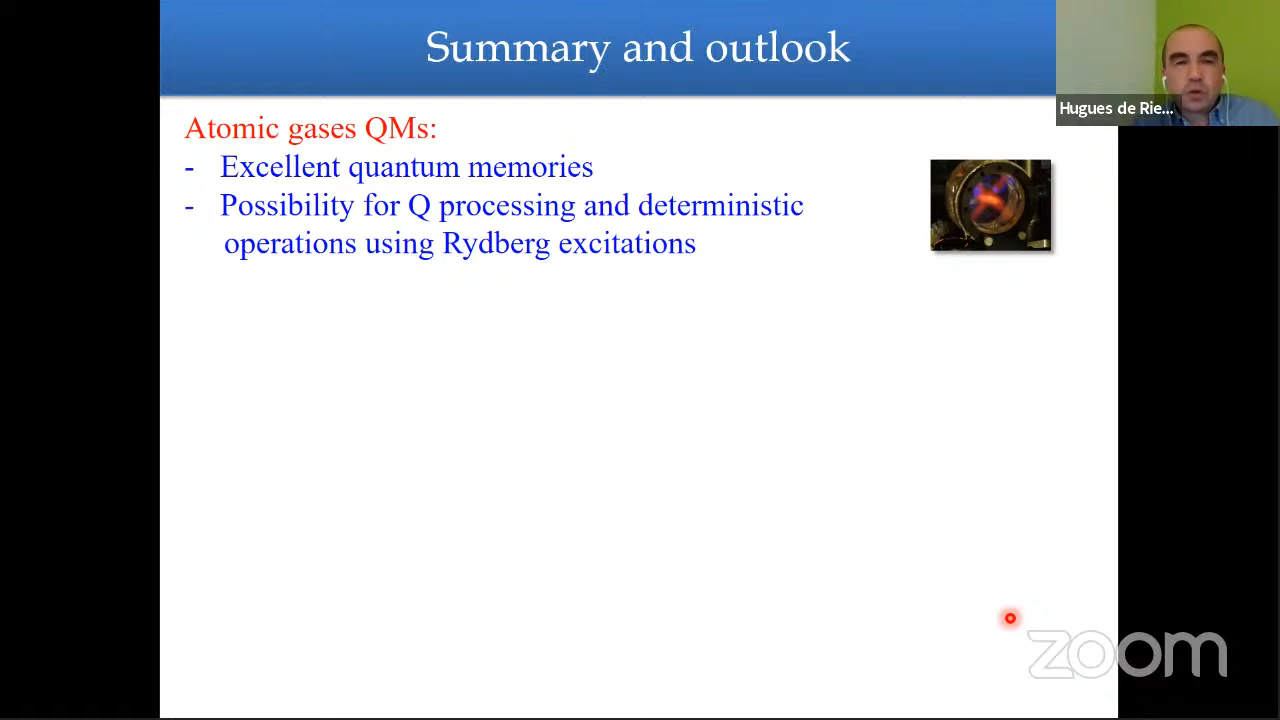 Summary and outlook
Hugues de Rie...
Atomic gases QMs:
- Excellent quantum memories
- Possibility for Q processing and deterministic
operations using Rydberg excitations
zoom